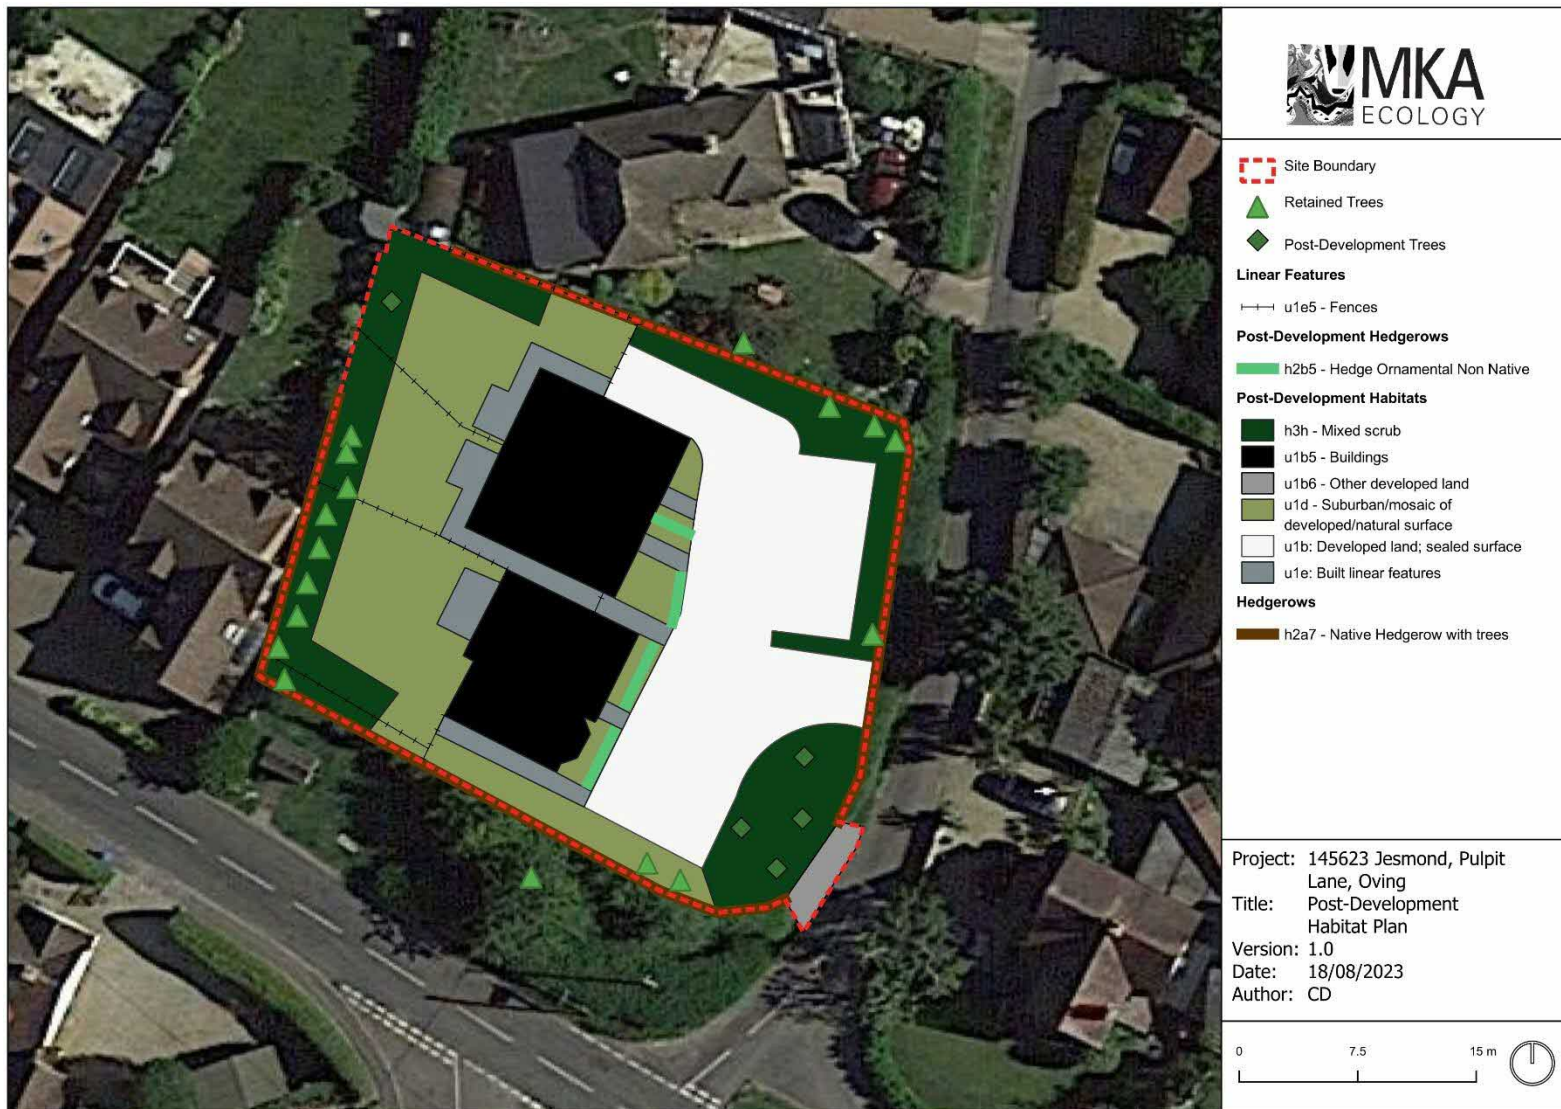 MKA
ECOLOGY
Site Boundary
Retained Trees
Post-Development Trees
Linear Features
u1e5 - Fences
Post-Development Hedgerows
h2b5 - Hedge Ornamental Non Native
Post-Development Habitats
h3h - Mixed scrub
u1b5 - Buildings
u1b6 - Other developed land
u1d - Suburban/mosaic of
developed/natural surface
u1b: Developed land; sealed surface
u1e: Built linear features
Hedgerows
h2a7 - Native Hedgerow with trees
Project: 145623 Jesmond, Pulpit
Lane, Oving
Title: Post-Development
Habitat Plan
Version: 1.0
Date: 18/08/2023
Author: CD
0 7.5 15 m